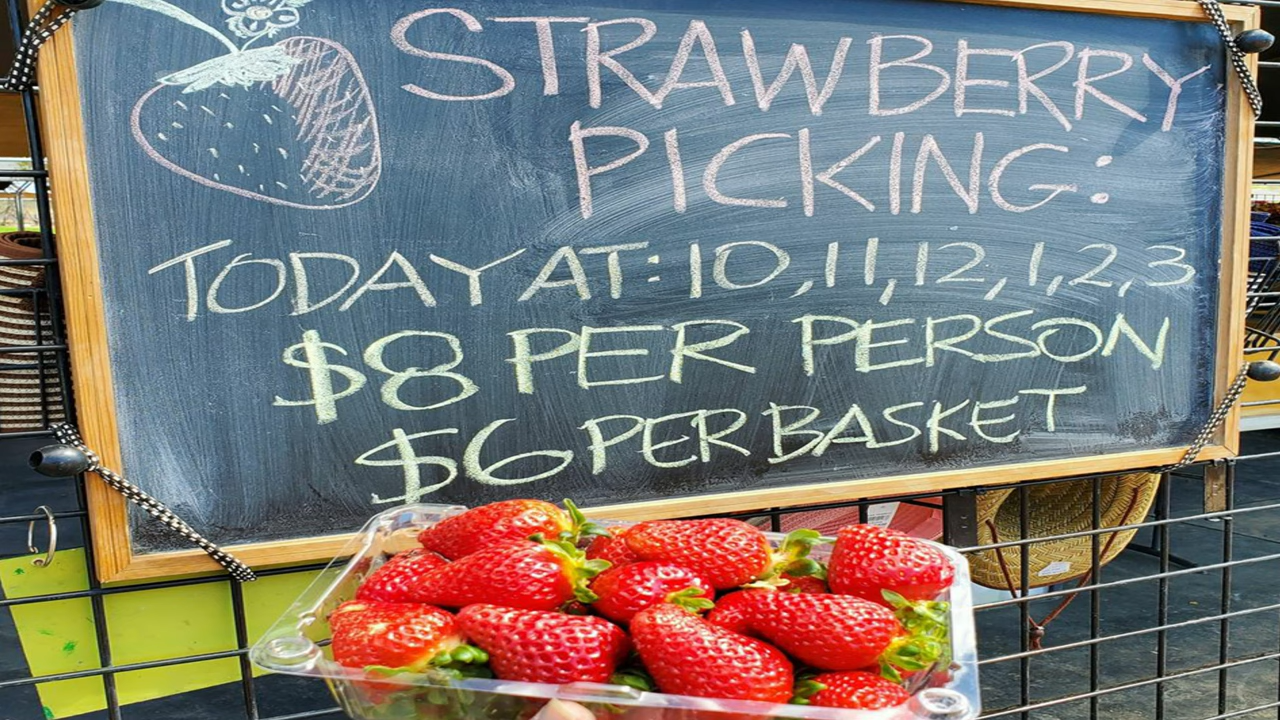 STRAWBERRY
PICKING:
TODAY AT: 10, 11, 12, 1, 2, 3
$8 PER PERSON
$6 PER BASKET